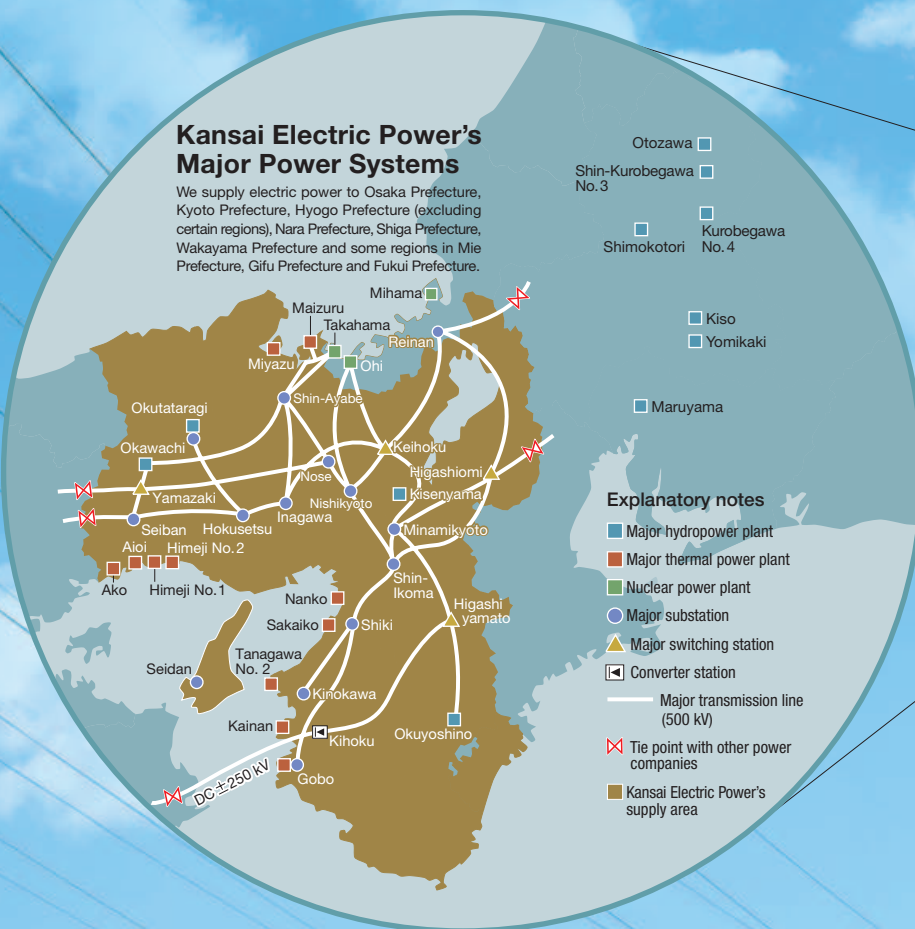 Kansai Electric Power's
Major Power Systems
We supply electric power to Osaka Prefecture,
Kyoto Prefecture, Hyogo Prefecture (excluding
certain regions), Nara Prefecture, Shiga Prefecture,
Wakayama Prefecture and some regions in Mie
Prefecture, Gifu Prefecture and Fukui Prefecture.
Otozawa
Shin-Kurobegawa
No.3
Kurobegawa
No.4
Shimokotori
Kiso
Yomikaki
Maruyama
Mihama
Maizuru
Takahama
Reinan
Miyazu
Ohi
Shin-Ayabe
Okutataragi
Okawachi
Keihoku
Nose
Higashiomi
Yamazaki
Nishikyoto
Kisenyama
Inagawa
Seiban
Hokusetsu
Minamikyoto
Aioi
Himeji No.2
Ako
Himeji No.1
Shin-
Ikoma
Nanko
Higashi
yamato
Sakaiko
Shiki
Tanagawa
No. 2
Seidan
Kinokawa
Kainan
Kihoku
Okuyoshino
DC±250 kV
Gobo
Explanatory notes
Major hydropower plant
Major thermal power plant
Nuclear power plant
Major substation
Major switching station
Converter station
Major transmission line
(500 kV)
Tie point with other power
companies
Kansai Electric Power's
supply area